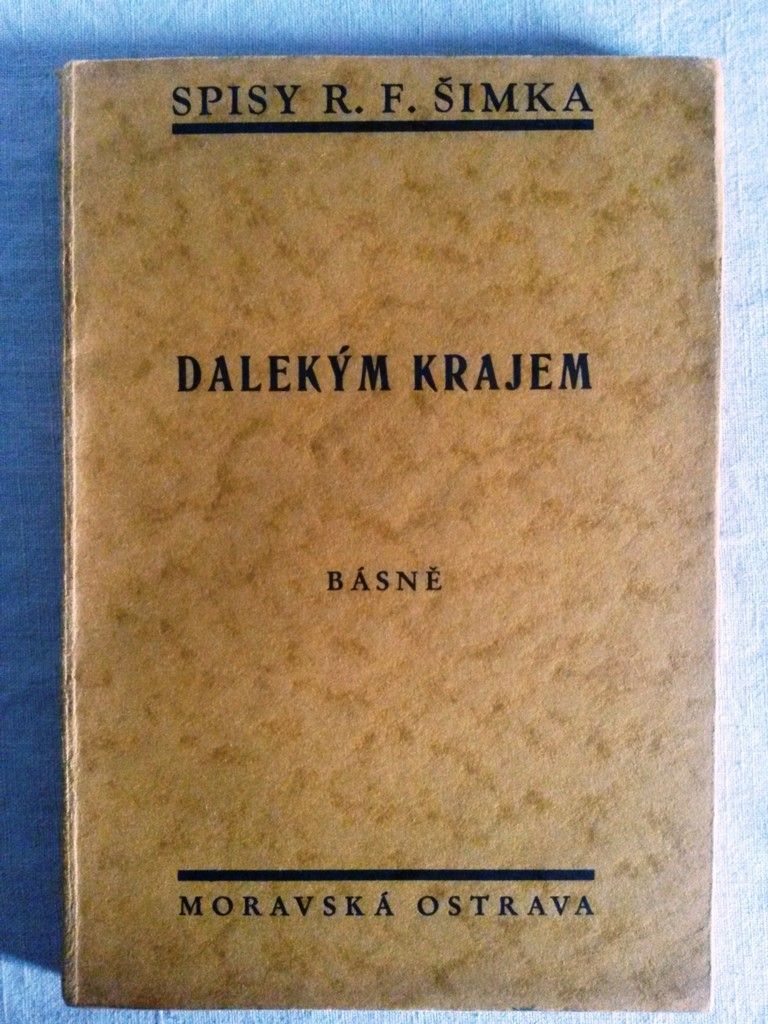 SPISY R. F. ŠIMKA
DALEKÝM KRAJEM
BÁSNĚ
MORAVSKÁ OSTRAVA